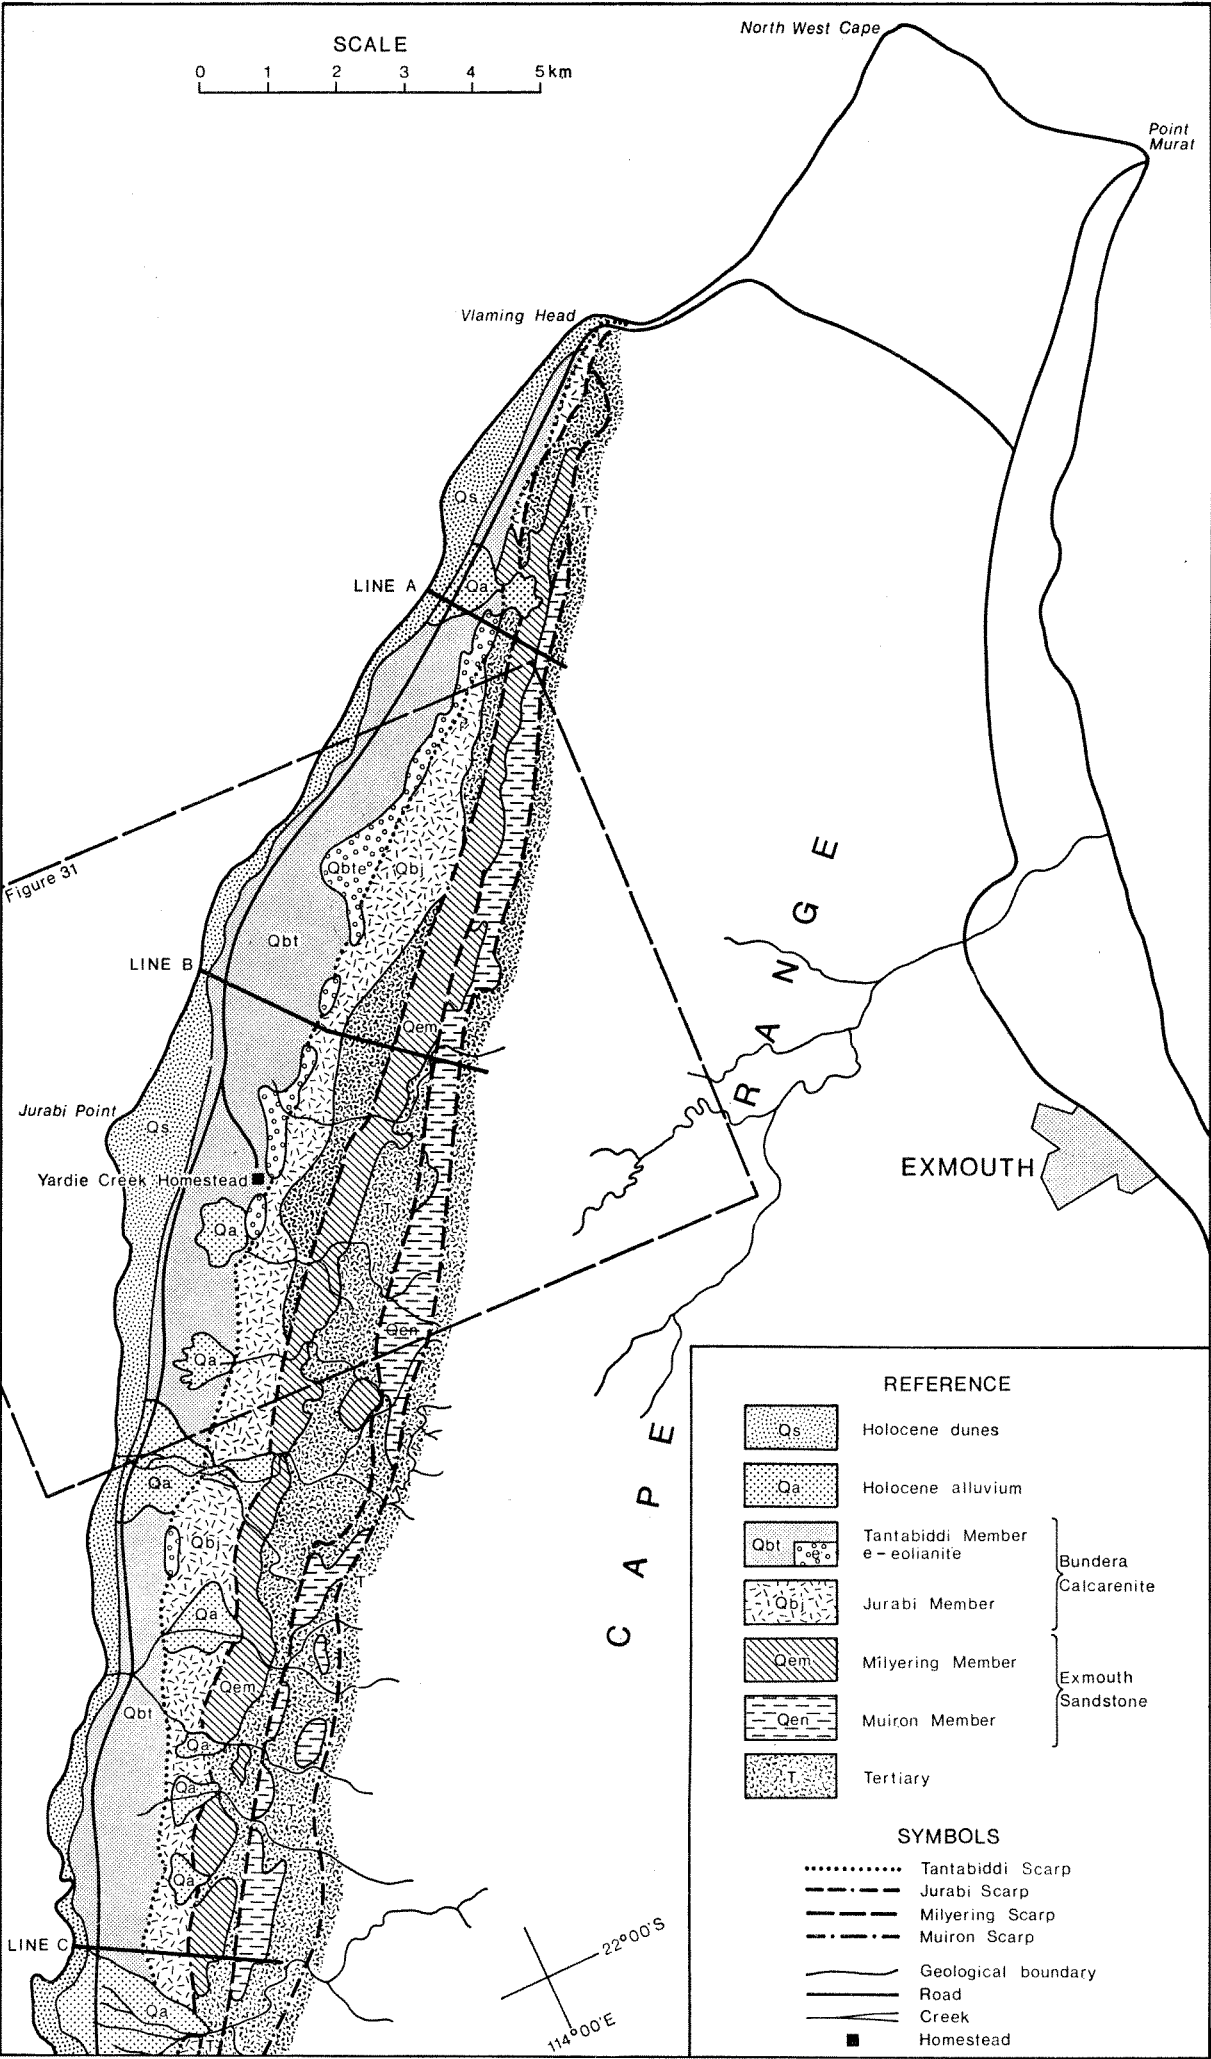 North West Cape
SCALE
0 1 2 3 4 5 km
Point
Murat
Vlaming Head
Qs
T
LINE A
Qa
Figure 31
Qbte
Qbj
Qbt
LINE B
Qem
Jurabi Point
Qs
Yardie Creek Homestead
EXMOUTH
T
Qa
Qen
Qa
CAPE RANGE
Qa
Qbj
T
Qa
Qem
Qbt
Qa
Qa
T
Qa
LINE C
Qa
T
22°00'S
114°00'E
REFERENCE
Qs Holocene dunes
Qa Holocene alluvium
Qbt e Tantabiddi Member
e – eolianite
Bundera
Calcarenite
Qbj Jurabi Member
Qem Milyering Member
Exmouth
Sandstone
Qen Muiron Member
T Tertiary
SYMBOLS
Tantabiddi Scarp
Jurabi Scarp
Milyering Scarp
Muiron Scarp
Geological boundary
Road
Creek
Homestead